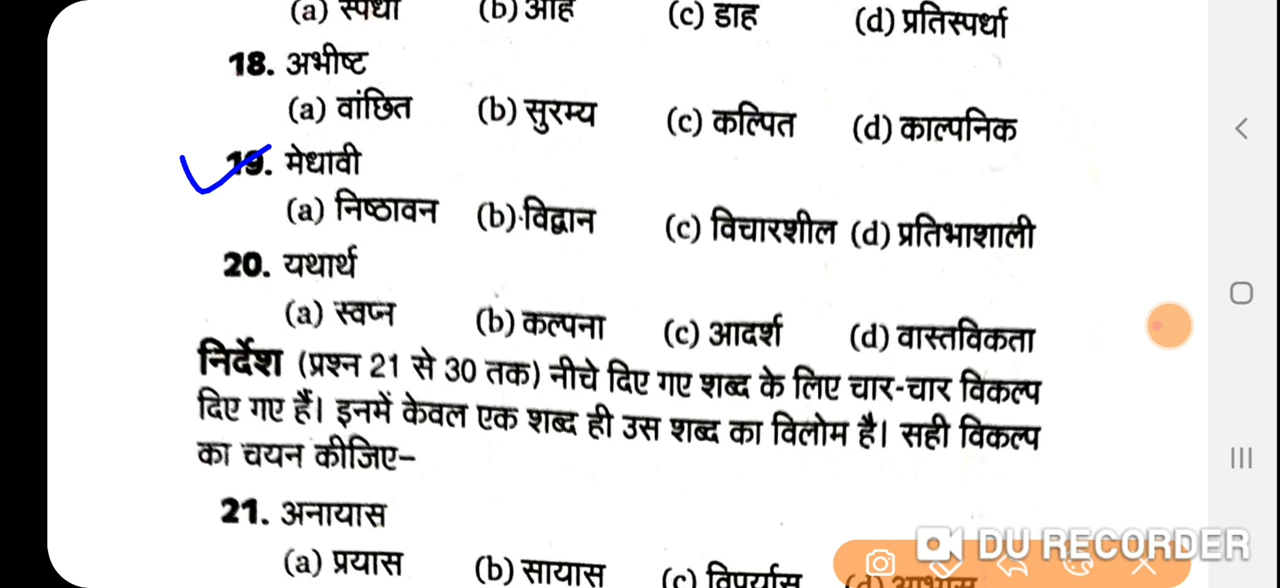 (a) स्पर्धा (b) आह (c) डाह (d) प्रतिस्पर्धा
18. अभीष्ट
(a) वांछित (b) सुरम्य (c) कल्पित (d) काल्पनिक
19. मेधावी
(a) निष्ठावन (b) विद्वान (c) विचारशील (d) प्रतिभाशाली
20. यथार्थ
(a) स्वप्न (b) कल्पना (c) आदर्श (d) वास्तविकता
निर्देश (प्रश्न 21 से 30 तक) नीचे दिए गए शब्द के लिए चार-चार विकल्प
दिए गए हैं। इनमें केवल एक शब्द ही उस शब्द का विलोम है। सही विकल्प
का चयन कीजिए–
21. अनायास
(a) प्रयास (b) सायास (c) विपर्यास (d) आभास
DU RECORDER